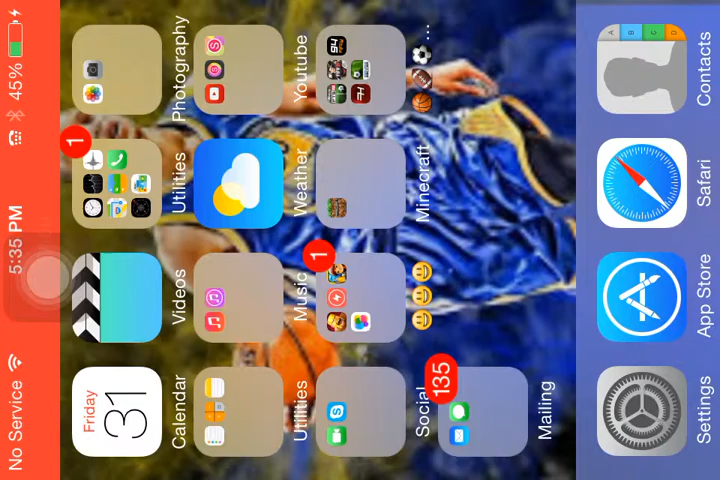 No Service 5:35 PM 45%
Friday
31
1
1
Calendar Videos Utilities Photography
Utilities Music Weather Youtube
1
Social 😃😃😃 Minecraft 🏀🏈⚽...
135
Mailing
A
B
C
D
Settings App Store Safari Contacts